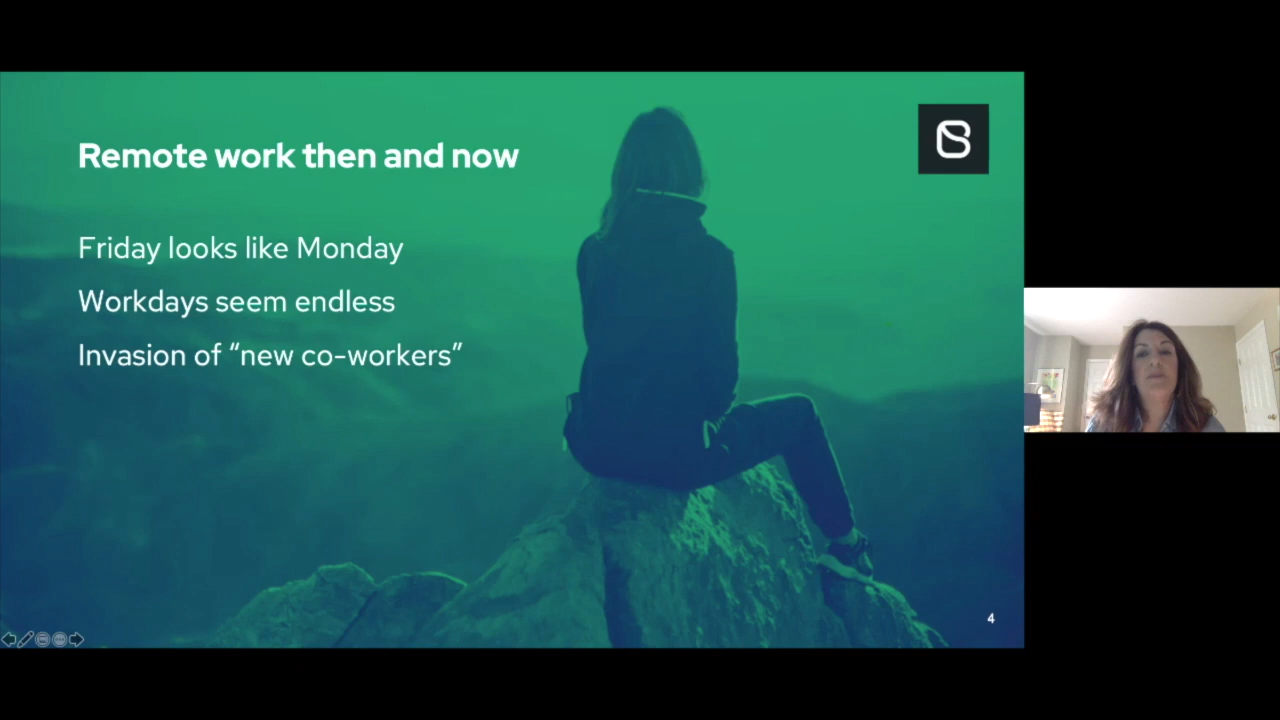 Remote work then and now
Friday looks like Monday
Workdays seem endless
Invasion of “new co-workers”
4